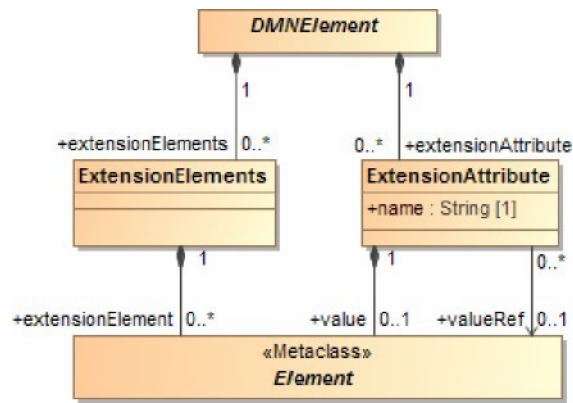 DMNElement
1 1
+extensionElements 0..* 0..* +extensionAttribute
ExtensionElements
ExtensionAttribute
+name : String [1]
1 1 0..*
+extensionElement 0..* +value 0..1 +valueRef 0..1
«Metaclass»
Element